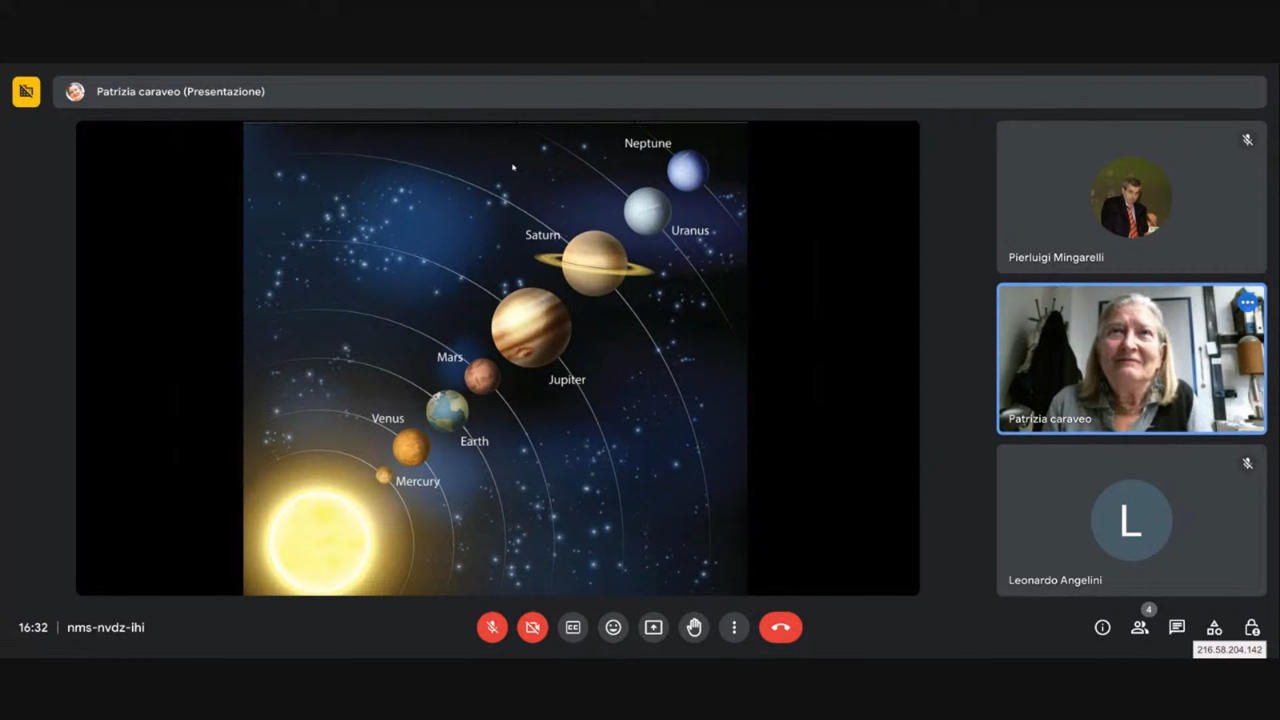 Patrizia caraveo (Presentazione)
Neptune
Uranus
Saturn
Mars
Jupiter
Venus
Earth
Mercury
Pierluigi Mingarelli
Patrizia caraveo
L
Leonardo Angelini
16:32 | nms-nvdz-ihi
CC
4
216.58.204.142